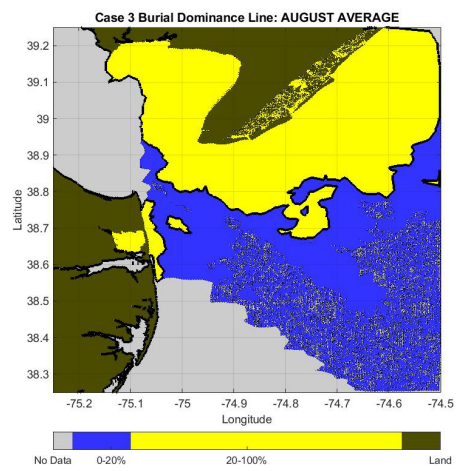 Case 3 Burial Dominance Line: AUGUST AVERAGE
Latitude
39.2
39.1
39
38.9
38.8
38.7
38.6
38.5
38.4
38.3
-75.2 -75.1 -75 -74.9 -74.8 -74.7 -74.6 -74.5
Longitude
No Data 0-20% 20-100% Land